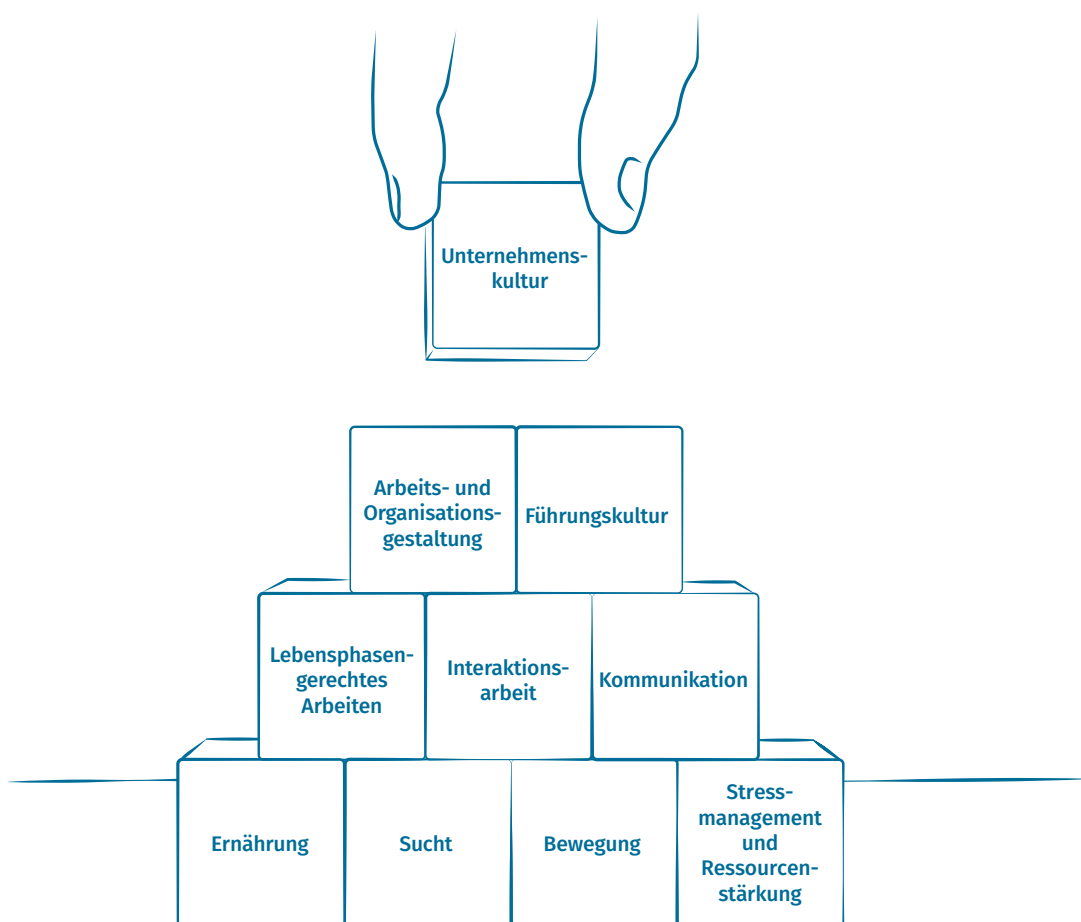 Unternehmens-
kultur
Arbeits- und
Organisations-
gestaltung
Führungskultur
Lebensphasen-
gerechtes
Arbeiten
Interaktions-
arbeit
Kommunikation
Ernährung
Sucht
Bewegung
Stress-
management
und
Ressourcen-
stärkung